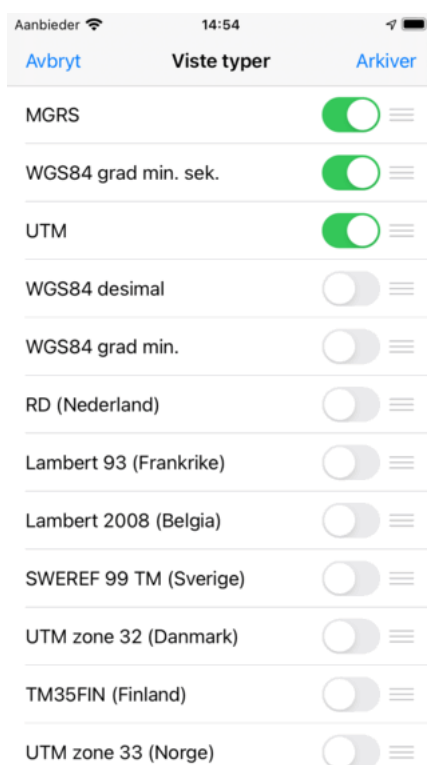 Aanbieder 14:54
Avbryt Viste typer Arkiver
MGRS
WGS84 grad min. sek.
UTM
WGS84 desimal
WGS84 grad min.
RD (Nederland)
Lambert 93 (Frankrike)
Lambert 2008 (Belgia)
SWEREF 99 TM (Sverige)
UTM zone 32 (Danmark)
TM35FIN (Finland)
UTM zone 33 (Norge)